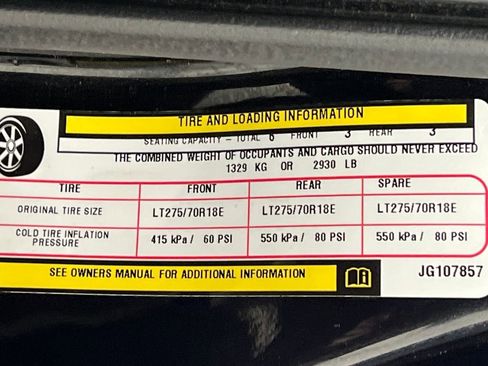 TIRE AND LOADING INFORMATION
SEATING CAPACITY - TOTAL 6 FRONT 3 REAR 3
THE COMBINED WEIGHT OF OCCUPANTS AND CARGO SHOULD NEVER EXCEED
1329 KG OR 2930 LB
TIRE FRONT REAR SPARE
ORIGINAL TIRE SIZE LT275/70R18E LT275/70R18E LT275/70R18E
COLD TIRE INFLATION PRESSURE 415 kPa / 60 PSI 550 kPa / 80 PSI 550 kPa / 80 PSI
SEE OWNERS MANUAL FOR ADDITIONAL INFORMATION JG107857